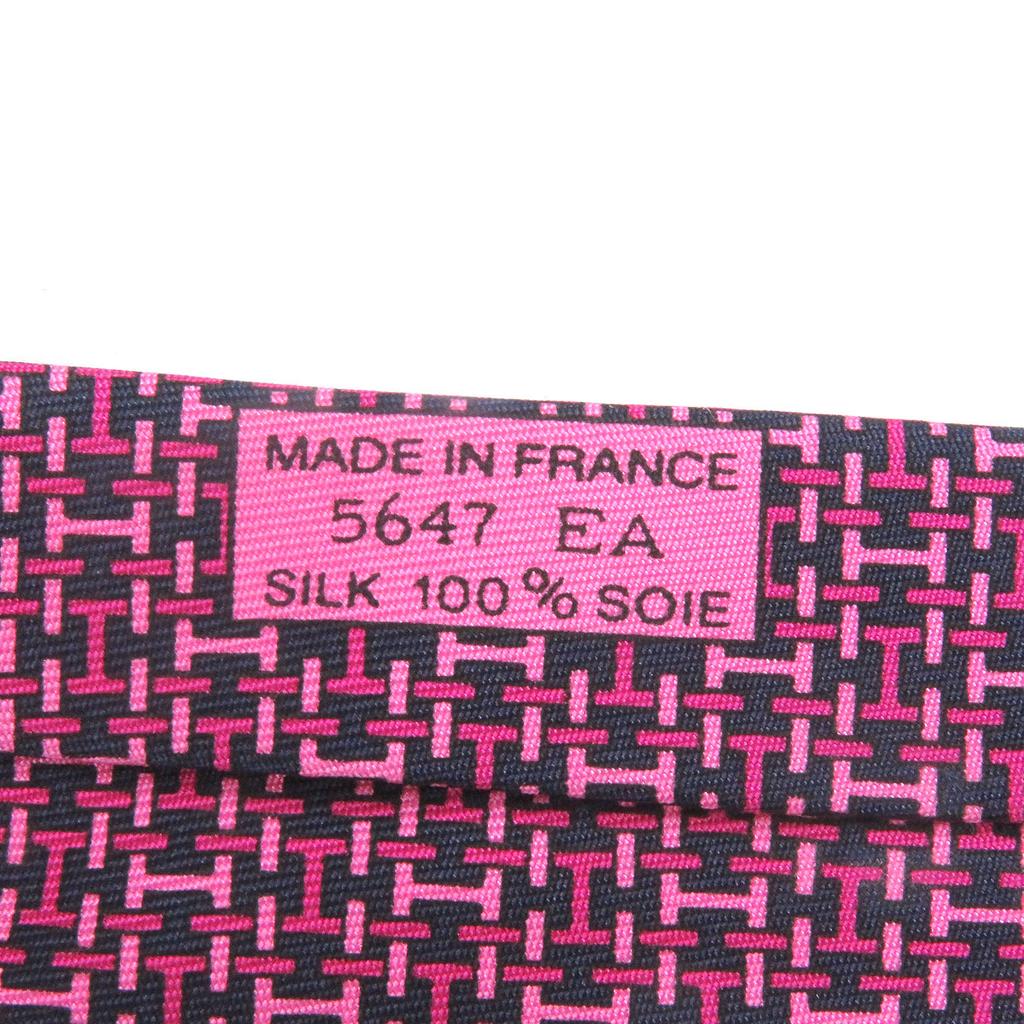 MADE IN FRANCE
5647 EA
SILK 100% SOIE